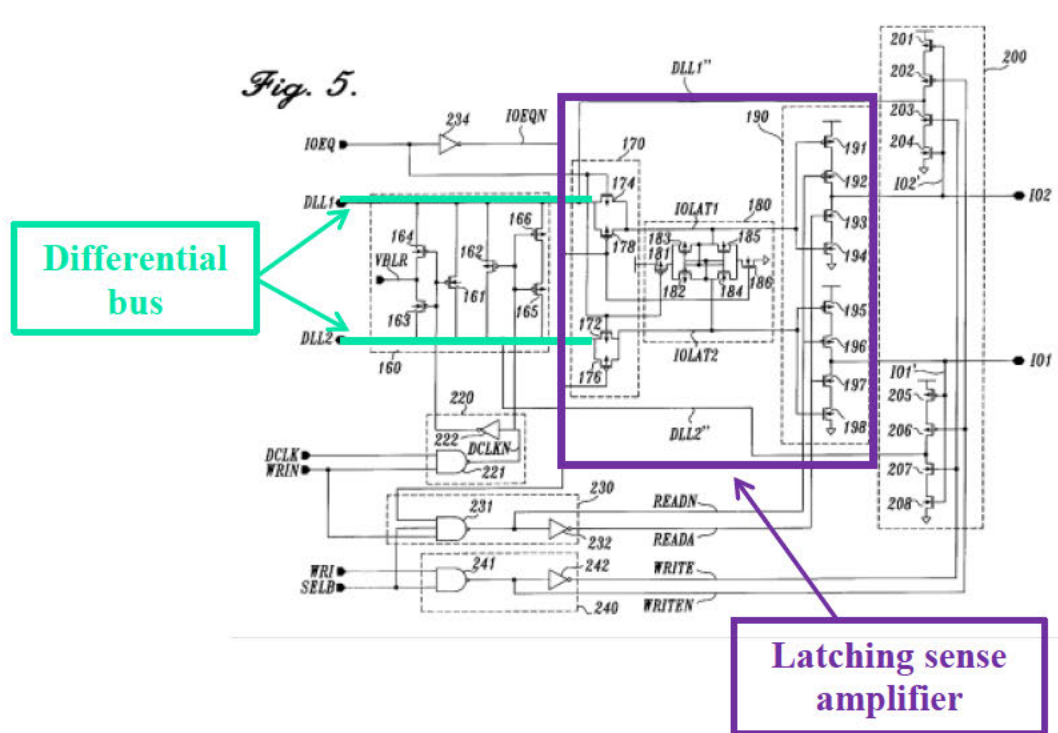 Fig. 5.
DLL1"
201
200
202
203
204
IO2'
234
IOEQN
IOEQ
190
170
191
192
193
194
IO2
DLL1
174
IOLAT1
180
164
162
166
VBLR
178
183
181
185
186
182
184
163
161
165
DLL2
172
IOLAT2
176
160
195
196
197
198
IO1
IO1'
205
206
207
208
DLL2"
220
222
DCLKN
221
DCLK
WRIN
230
231
232
READN
READA
WRI
SELB
241
242
240
WRITE
WRITEN
Differential
bus
Latching sense
amplifier